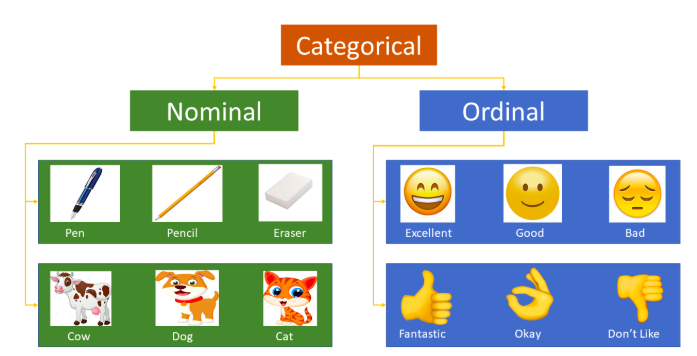 Categorical
Nominal
Ordinal
Pen Pencil Eraser
Excellent Good Bad
Cow Dog Cat
Fantastic Okay Don't Like